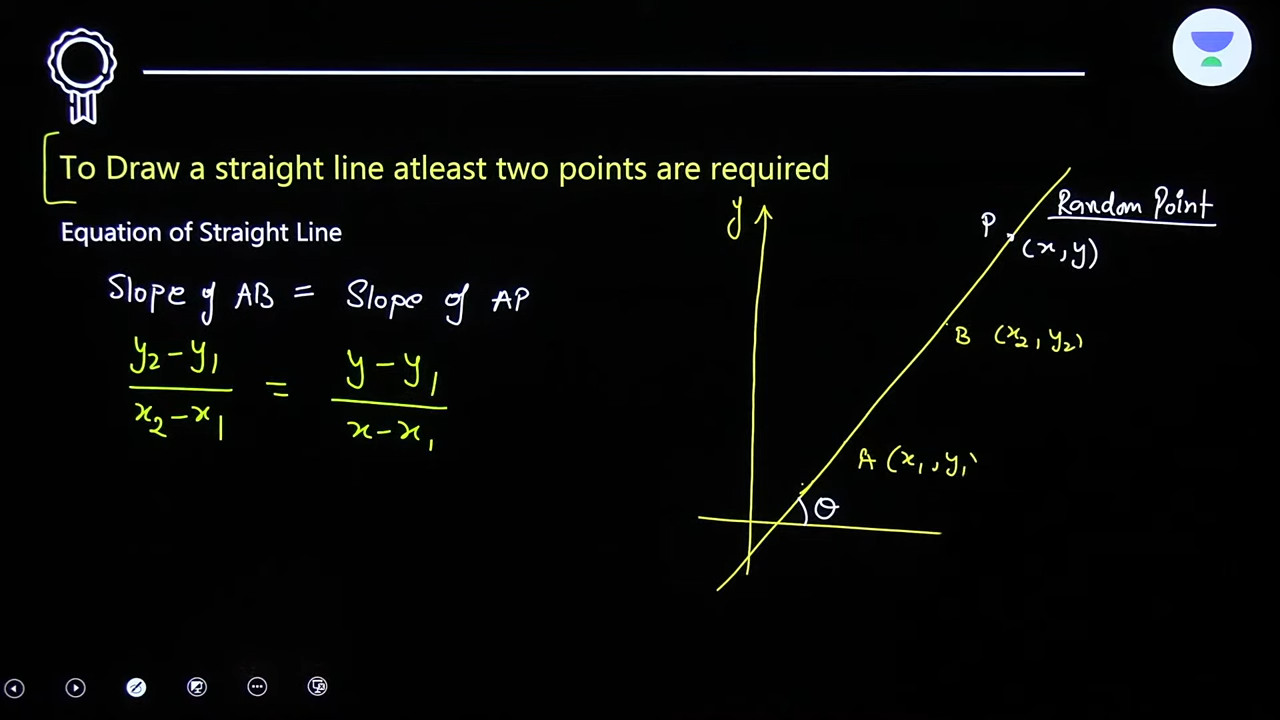 To Draw a straight line atleast two points are required
Equation of Straight Line
Slope of AB = Slope of AP
y₂-y₁/x₂-x₁ = y-y₁/x-x₁
y
P
Random Point
(x,y)
B (x₂, y₂)
A (x₁, y₁)
θ